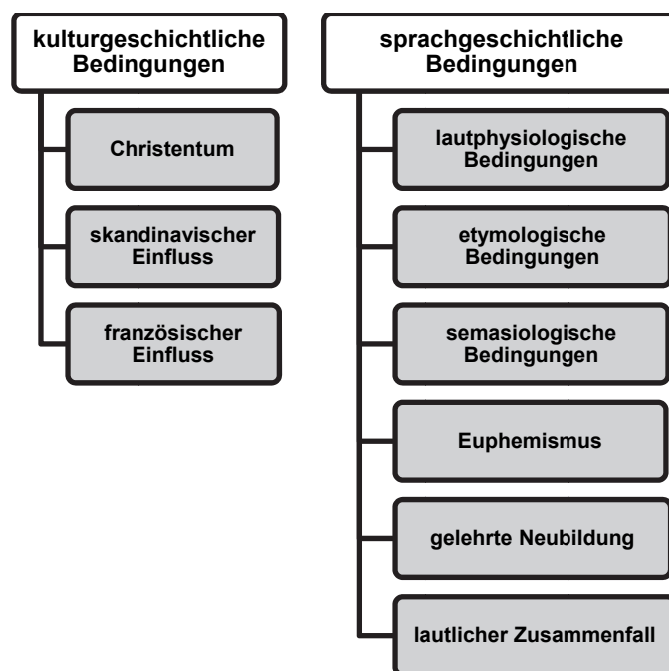 kulturgeschichtliche
Bedingungen
Christentum
skandinavischer
Einfluss
französischer
Einfluss
sprachgeschichtliche
Bedingungen
lautphysiologische
Bedingungen
etymologische
Bedingungen
semasiologische
Bedingungen
Euphemismus
gelehrte Neubildung
lautlicher Zusammenfall